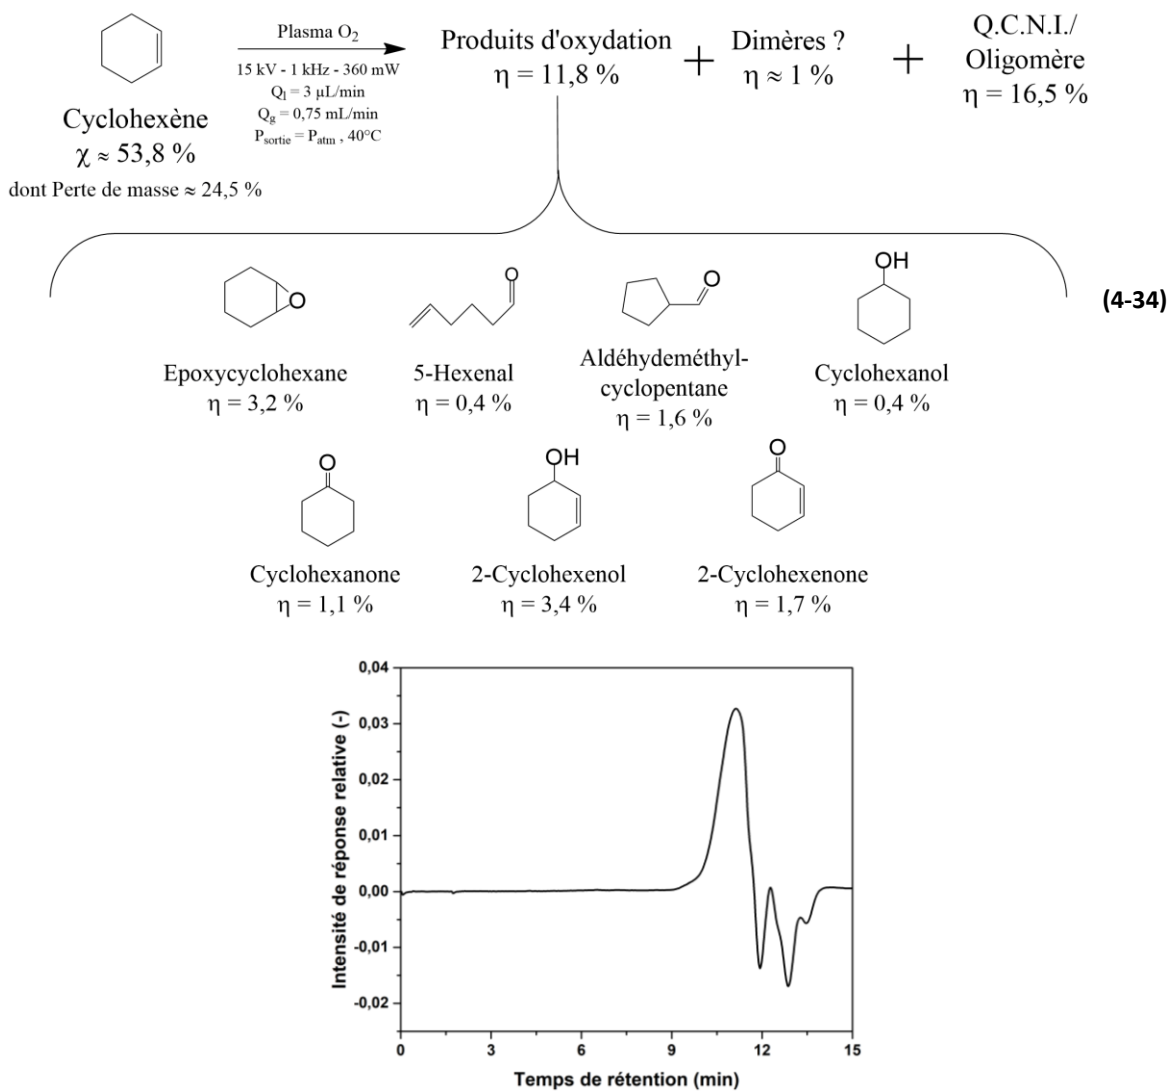 Plasma O₂
15 kV - 1 kHz - 360 mW
Qₗ = 3 µL/min
Q_g = 0,75 mL/min
P_sortie = P_atm , 40°C
Cyclohexène
χ ≈ 53,8 %
dont Perte de masse ≈ 24,5 %
Produits d'oxydation
η = 11,8 %
+
Dimères ?
η ≈ 1 %
+
Q.C.N.I./
Oligomère
η = 16,5 %
(4-34)
O
Epoxycyclohexane
η = 3,2 %
O
5-Hexenal
η = 0,4 %
O
Aldéhydeméthyl-
cyclopentane
η = 1,6 %
OH
Cyclohexanol
η = 0,4 %
O
Cyclohexanone
η = 1,1 %
OH
2-Cyclohexenol
η = 3,4 %
O
2-Cyclohexenone
η = 1,7 %
Intensité de réponse relative (-)
0,04
0,03
0,02
0,01
0,00
-0,01
-0,02
0 3 6 9 12 15
Temps de rétention (min)